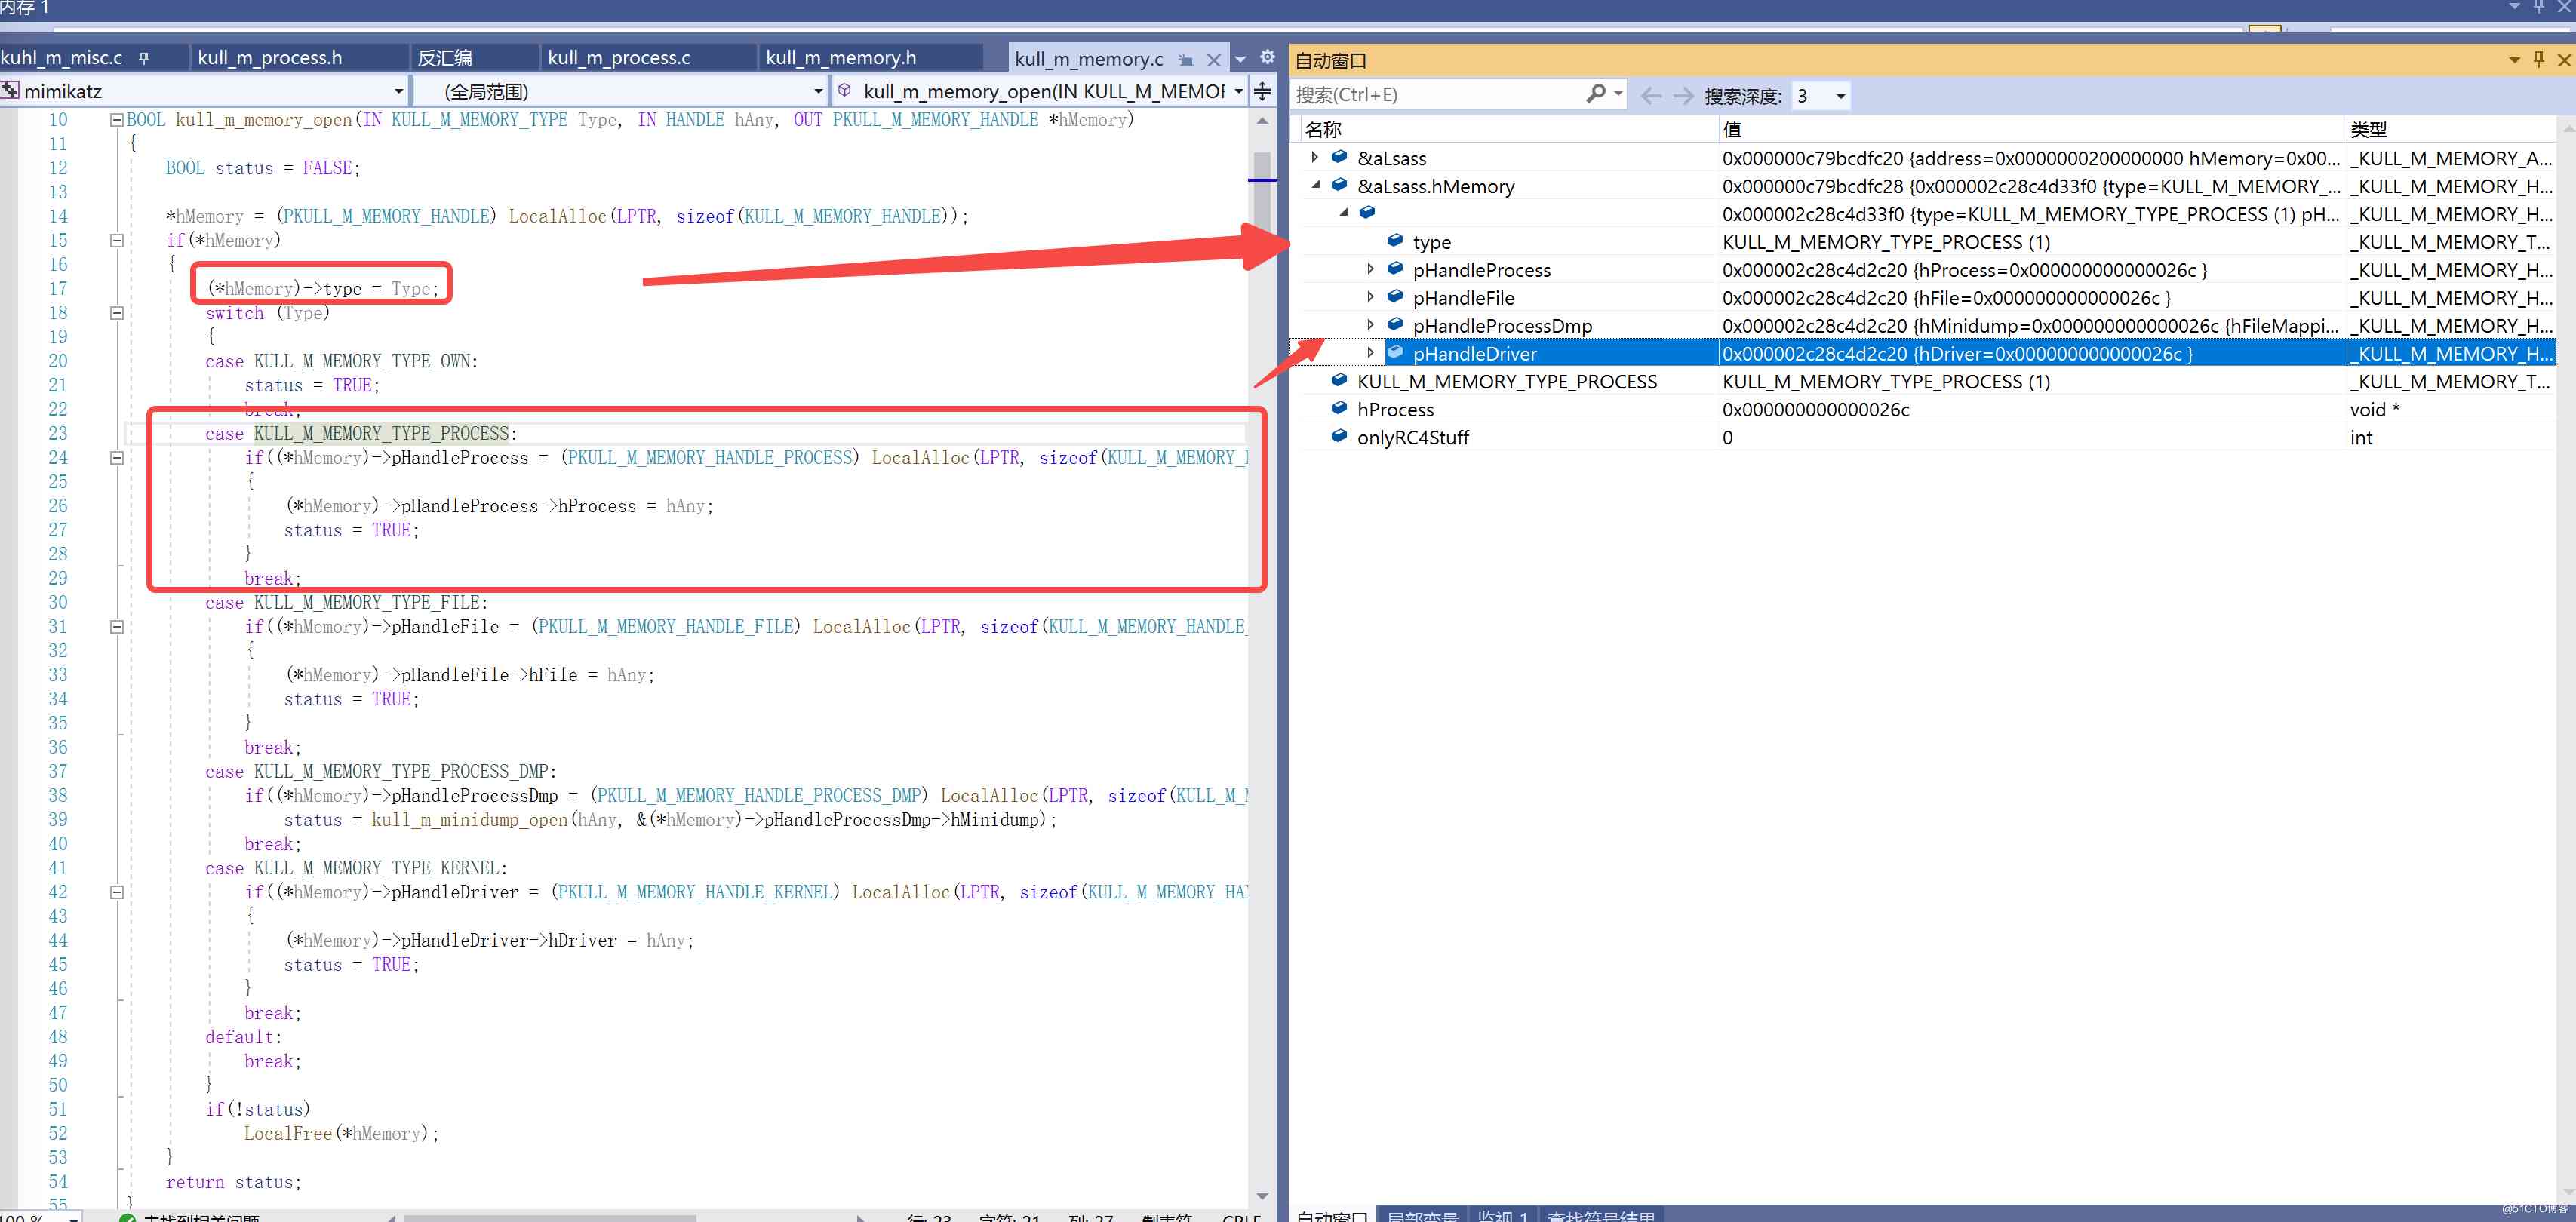 内存 1
kuhl_m_misc.c
kull_m_process.h
反汇编
kull_m_process.c
kull_m_memory.h
kull_m_memory.c
mimikatz
(全局范围)
kull_m_memory_open(IN KULL_M_MEMOR
10 BOOL kull_m_memory_open(IN KULL_M_MEMORY_TYPE Type, IN HANDLE hAny, OUT PKULL_M_MEMORY_HANDLE *hMemory)
11 {
12 BOOL status = FALSE;
13
14 *hMemory = (PKULL_M_MEMORY_HANDLE) LocalAlloc(LPTR, sizeof(KULL_M_MEMORY_HANDLE));
15 if(*hMemory)
16 {
17 (*hMemory)->type = Type;
18 switch (Type)
19 {
20 case KULL_M_MEMORY_TYPE_OWN:
21 status = TRUE;
22 break;
23 case KULL_M_MEMORY_TYPE_PROCESS:
24 if((*hMemory)->pHandleProcess = (PKULL_M_MEMORY_HANDLE_PROCESS) LocalAlloc(LPTR, sizeof(KULL_M_MEMORY_
25 {
26 (*hMemory)->pHandleProcess->hProcess = hAny;
27 status = TRUE;
28 }
29 break;
30 case KULL_M_MEMORY_TYPE_FILE:
31 if((*hMemory)->pHandleFile = (PKULL_M_MEMORY_HANDLE_FILE) LocalAlloc(LPTR, sizeof(KULL_M_MEMORY_HANDLE_
32 {
33 (*hMemory)->pHandleFile->hFile = hAny;
34 status = TRUE;
35 }
36 break;
37 case KULL_M_MEMORY_TYPE_PROCESS_DMP:
38 if((*hMemory)->pHandleProcessDmp = (PKULL_M_MEMORY_HANDLE_PROCESS_DMP) LocalAlloc(LPTR, sizeof(KULL_M_
39 status = kull_m_minidump_open(hAny, &(*hMemory)->pHandleProcessDmp->hMinidump);
40 break;
41 case KULL_M_MEMORY_TYPE_KERNEL:
42 if((*hMemory)->pHandleDriver = (PKULL_M_MEMORY_HANDLE_KERNEL) LocalAlloc(LPTR, sizeof(KULL_M_MEMORY_HA
43 {
44 (*hMemory)->pHandleDriver->hDriver = hAny;
45 status = TRUE;
46 }
47 break;
48 default:
49 break;
50 }
51 if(!status)
52 LocalFree(*hMemory);
53 }
54 return status;
55 }
100 %
未找到相关问题
行: 23 字符: 21 列: 27 制表符 CRLF
自动窗口
搜索(Ctrl+E)
搜索深度: 3
名称 值 类型
&aLsass 0x000000c79bcdfc20 {address=0x0000000200000000 hMemory=0x00... _KULL_M_MEMORY_A...
&aLsass.hMemory 0x000000c79bcdfc28 {0x000002c28c4d33f0 {type=KULL_M_MEMORY_... _KULL_M_MEMORY_H...
0x000002c28c4d33f0 {type=KULL_M_MEMORY_TYPE_PROCESS (1) pH... _KULL_M_MEMORY_H...
type KULL_M_MEMORY_TYPE_PROCESS (1) _KULL_M_MEMORY_T...
pHandleProcess 0x000002c28c4d2c20 {hProcess=0x000000000000026c } _KULL_M_MEMORY_H...
pHandleFile 0x000002c28c4d2c20 {hFile=0x000000000000026c } _KULL_M_MEMORY_H...
pHandleProcessDmp 0x000002c28c4d2c20 {hMinidump=0x000000000000026c {hFileMappi... _KULL_M_MEMORY_H...
pHandleDriver 0x000002c28c4d2c20 {hDriver=0x000000000000026c } _KULL_M_MEMORY_H...
KULL_M_MEMORY_TYPE_PROCESS KULL_M_MEMORY_TYPE_PROCESS (1) _KULL_M_MEMORY_T...
hProcess 0x000000000000026c void *
onlyRC4Stuff 0 int
自动窗口 局部变量 监视 1 查找符号结果
@51CTO博客